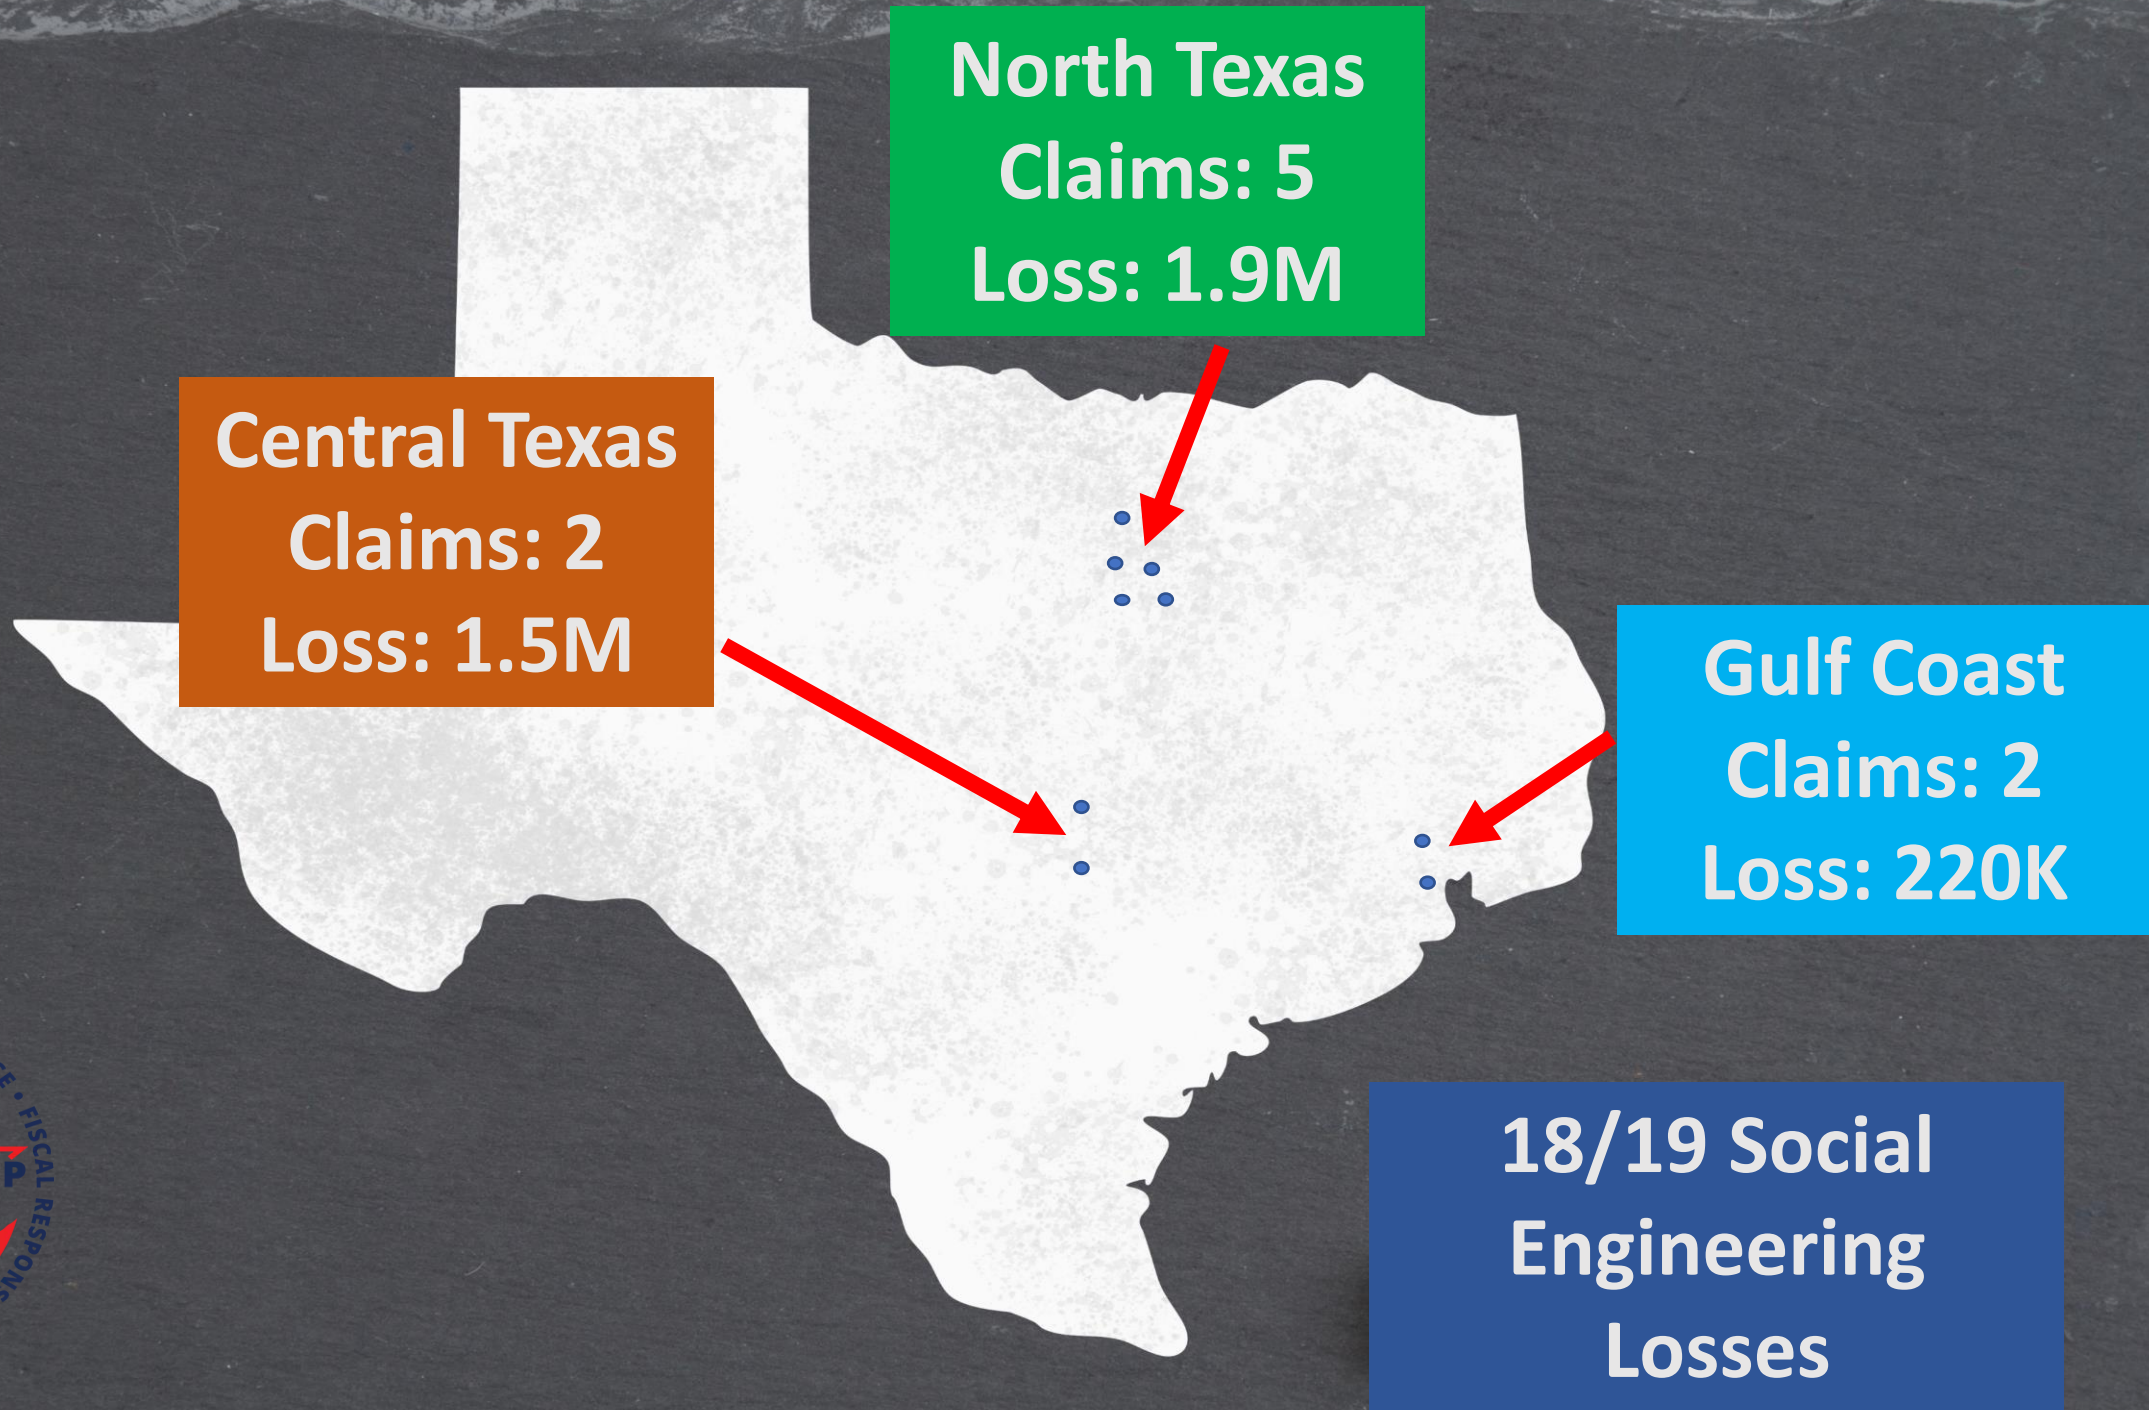 North Texas
Claims: 5
Loss: 1.9M
Central Texas
Claims: 2
Loss: 1.5M
Gulf Coast
Claims: 2
Loss: 220K
18/19 Social
Engineering
Losses
FISCAL